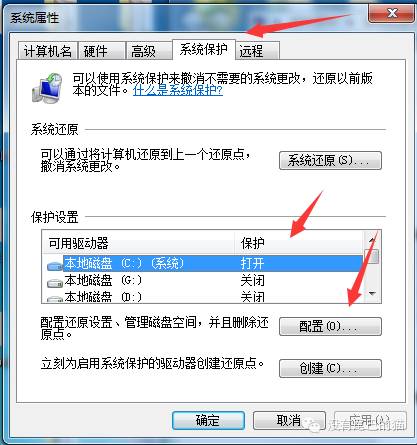 系统属性
计算机名 硬件 高级 系统保护 远程
可以使用系统保护来撤消不需要的系统更改，还原以前版
本的文件。什么是系统保护?
系统还原
可以通过将计算机还原到上一个还原点，
撤消系统更改。
系统还原(S)...
保护设置
可用驱动器 保护
本地磁盘 (C:) (系统) 打开
本地磁盘 (G:) 关闭
本地磁盘 (D:) 关闭
配置还原设置、管理磁盘空间，并且删除还
原点。
配置(O)...
立刻为启用系统保护的驱动器创建还原点。
创建(C)...
确定 取消 应用(A)
没有尾巴的猫